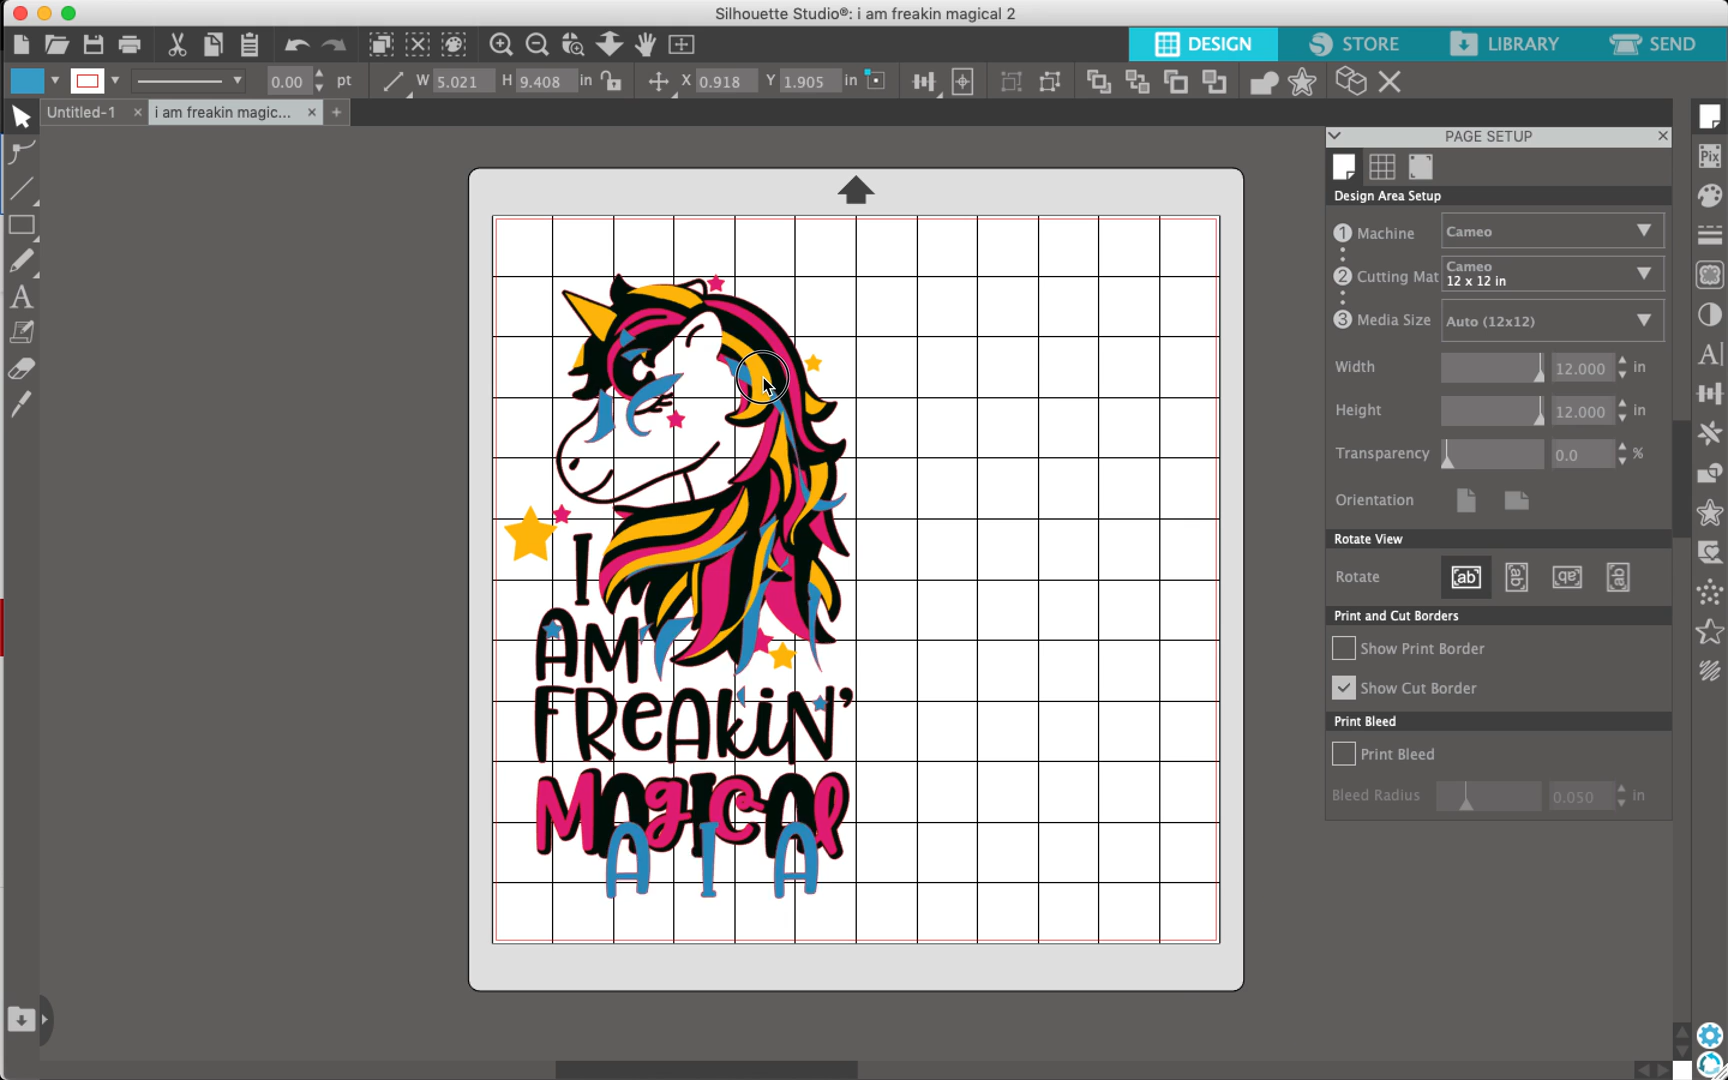 Silhouette Studio®: i am freakin magical 2
DESIGN
STORE
LIBRARY
SEND
0.00 pt
W 5.021 H 9.408 in
X 0.918 Y 1.905 in
Untitled-1
i am freakin magic...
PAGE SETUP
Pix
Design Area Setup
1 Machine Cameo
2 Cutting Mat Cameo
12 x 12 in
3 Media Size Auto (12x12)
Width 12.000 in
Height 12.000 in
Transparency 0.0 %
Orientation
Rotate View
Rotate ab ab ab ab
Print and Cut Borders
Show Print Border
Show Cut Border
Print Bleed
Print Bleed
Bleed Radius 0.050 in
I
AM
FReAkiN’
MAgICAl
A I A